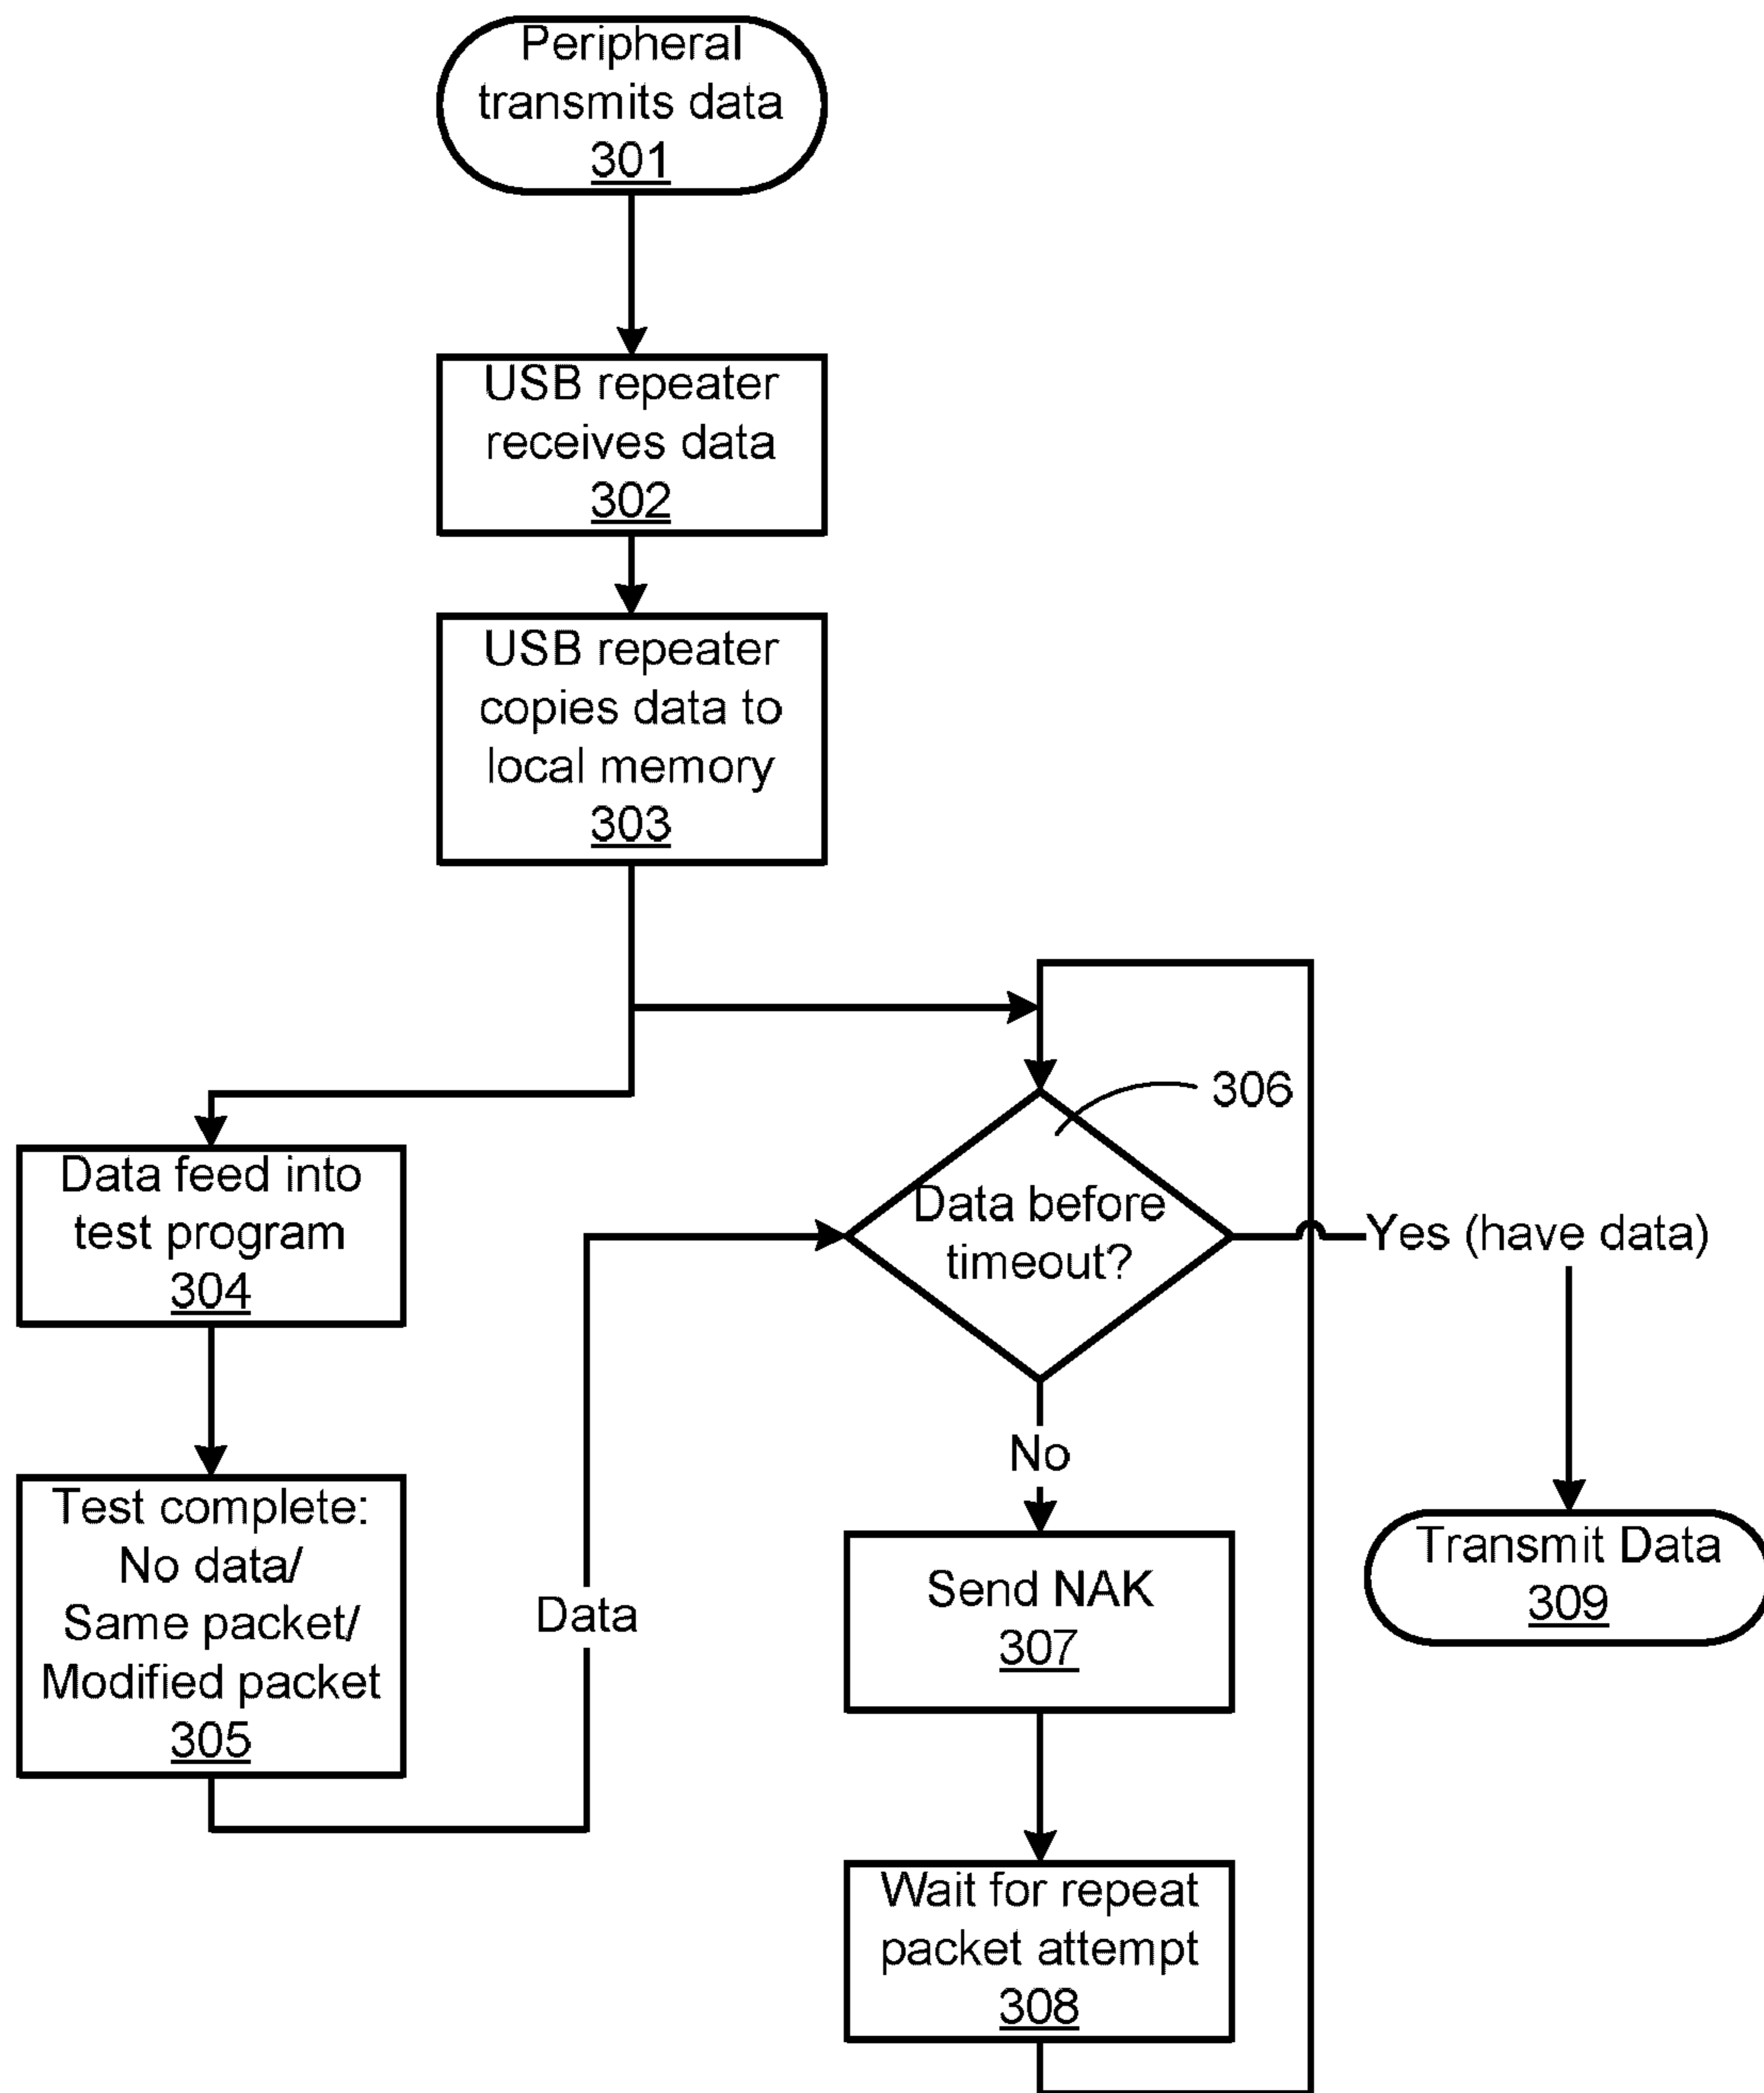 Peripheral
transmits data
301
USB repeater
receives data
302
USB repeater
copies data to
local memory
303
Data feed into
test program
304
Test complete:
No data/
Same packet/
Modified packet
305
Data
306
Data before
timeout?
Yes (have data)
No
Send NAK
307
Wait for repeat
packet attempt
308
Transmit Data
309